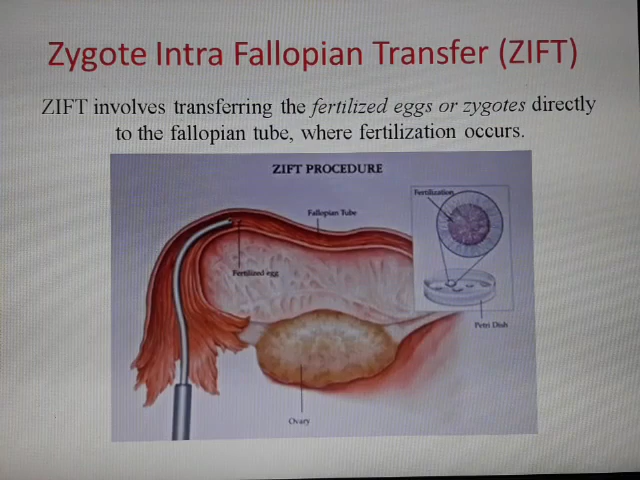 Zygote Intra Fallopian Transfer (ZIFT)
ZIFT involves transferring the fertilized eggs or zygotes directly
to the fallopian tube, where fertilization occurs.
ZIFT PROCEDURE
Fertilization
Fallopian Tube
Fertilized egg
Petri Dish
Ovary